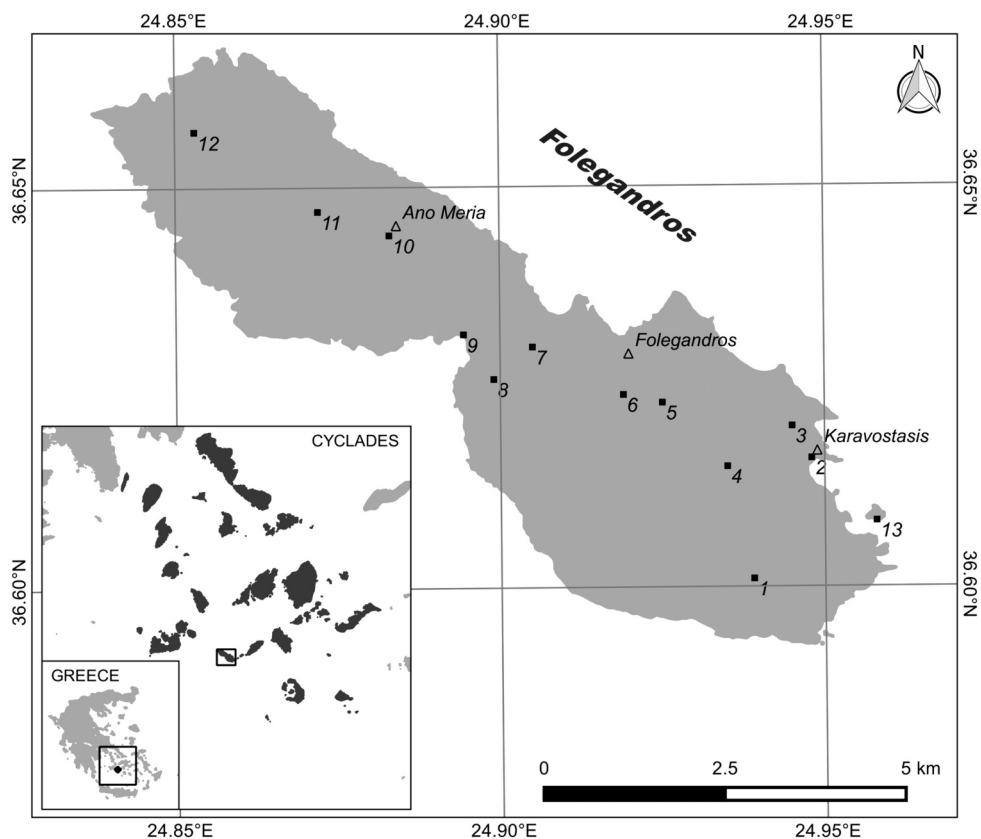 24.85°E 24.90°E 24.95°E
N
12
Folegandros
36.65°N 36.65°N
11
Ano Meria
10
9
7
Folegandros
8
6
5
3
Karavostasis
2
4
13
1
36.60°N 36.60°N
CYCLADES
GREECE
0 2.5 5 km
24.85°E 24.90°E 24.95°E